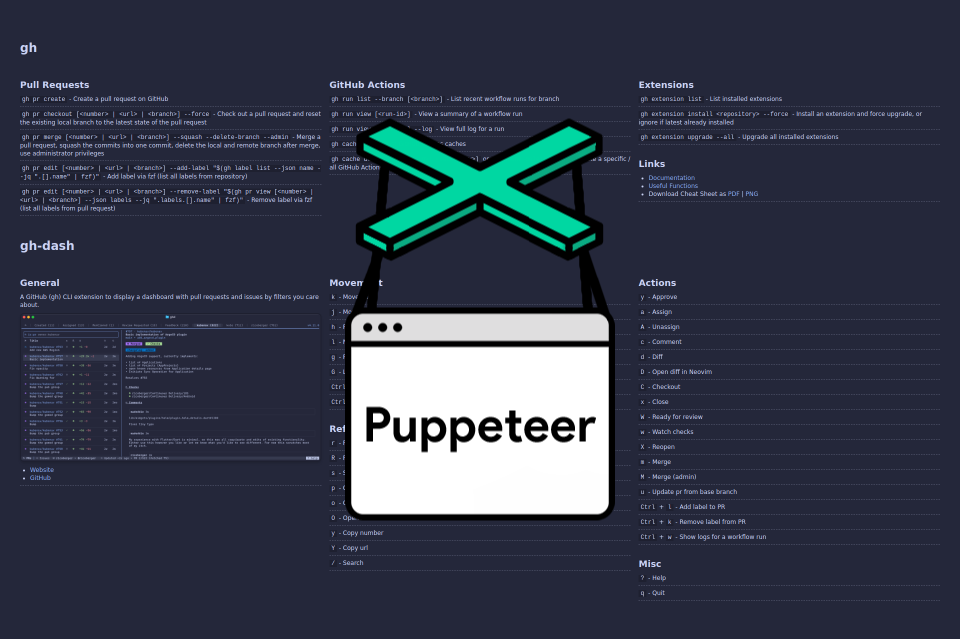 gh
Pull Requests
gh pr create - Create a pull request on GitHub
gh pr checkout [<number> | <url> | <branch>] --force - Check out a pull request and reset
the existing local branch to the latest state of the pull request
gh pr merge [<number> | <url> | <branch>] --squash --delete-branch --admin - Merge a
pull request, squash the commits into one commit, delete the local and remote branch after merge,
use administrator privileges
gh pr edit [<number> | <url> | <branch>] --add-label "$(gh label list --json name -
-jq ".[].name" | fzf)" - Add label via fzf (list all labels from repository)
gh pr edit [<number> | <url> | <branch>] --remove-label "$(gh pr view [<number> |
<url> | <branch>] --json labels --jq ".labels.[].name" | fzf)" - Remove label via fzf
(list all labels from pull request)
GitHub Actions
gh run list --branch [<branch>] - List recent workflow runs for branch
gh run view [<run-id>] - View a summary of a workflow run
gh run view --log - View full log for a run
gh cache caches
gh cache a specific /
all GitHub Actions
Extensions
gh extension list - List installed extensions
gh extension install <repository> --force - Install an extension and force upgrade, or
ignore if latest already installed
gh extension upgrade --all - Upgrade all installed extensions
Links
Documentation
Useful Functions
Download Cheat Sheet as PDF | PNG
gh-dash
General
A GitHub (gh) CLI extension to display a dashboard with pull requests and issues by filters you care
about.
Website
GitHub
Movement
k - Move
j
h
l
g
G
Ctrl
Ctrl
r
R
s
p
o
O
y - Copy number
Y - Copy url
/ - Search
Puppeteer
Actions
y - Approve
a - Assign
A - Unassign
c - Comment
d - Diff
D - Open diff in Neovim
C - Checkout
x - Close
W - Ready for review
w - Watch checks
X - Reopen
m - Merge
M - Merge (admin)
u - Update pr from base branch
Ctrl + l - Add label to PR
Ctrl + k - Remove label from PR
Ctrl + w - Show logs for a workflow run
Misc
? - Help
q - Quit